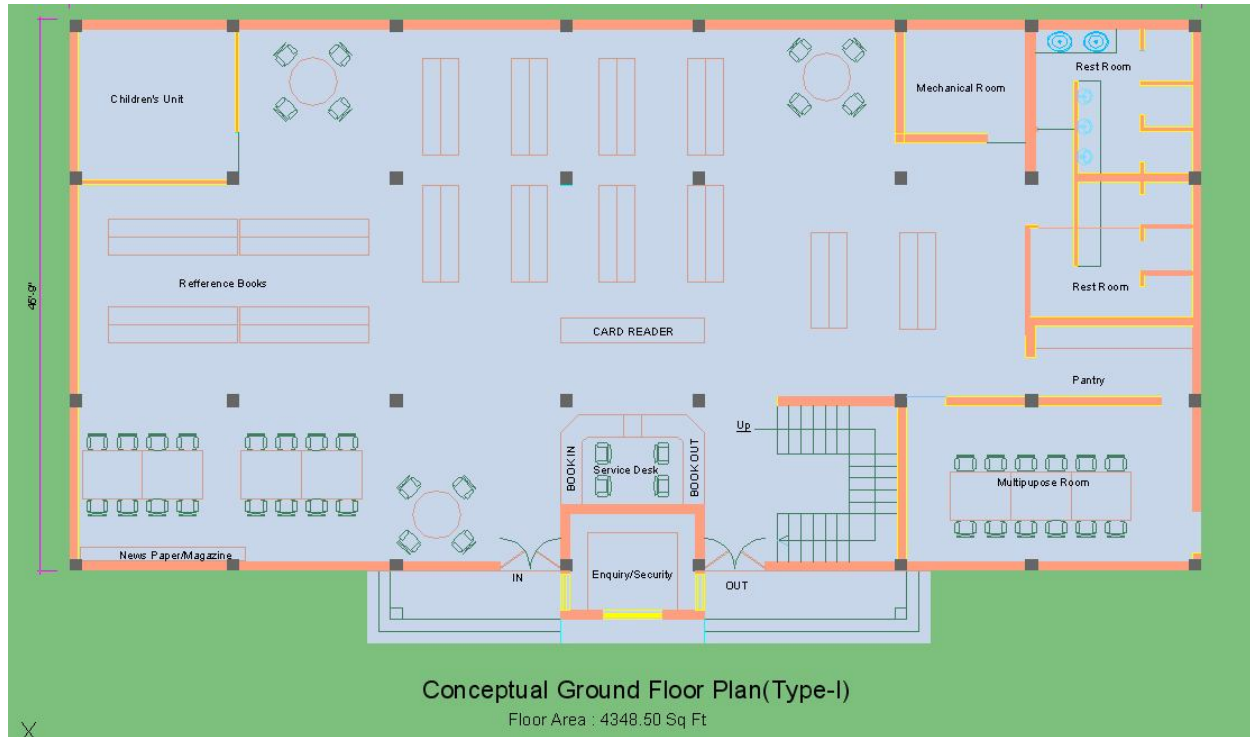 Children's Unit
Mechanical Room
Rest Room
46'-9"
Refference Books
Rest Room
CARD READER
Pantry
Up
BOOK IN
Service Desk
BOOK OUT
Multipupose Room
News Paper/Magazine
IN
Enquiry/Security
OUT
Conceptual Ground Floor Plan(Type-I)
Floor Area : 4348.50 Sq Ft
X